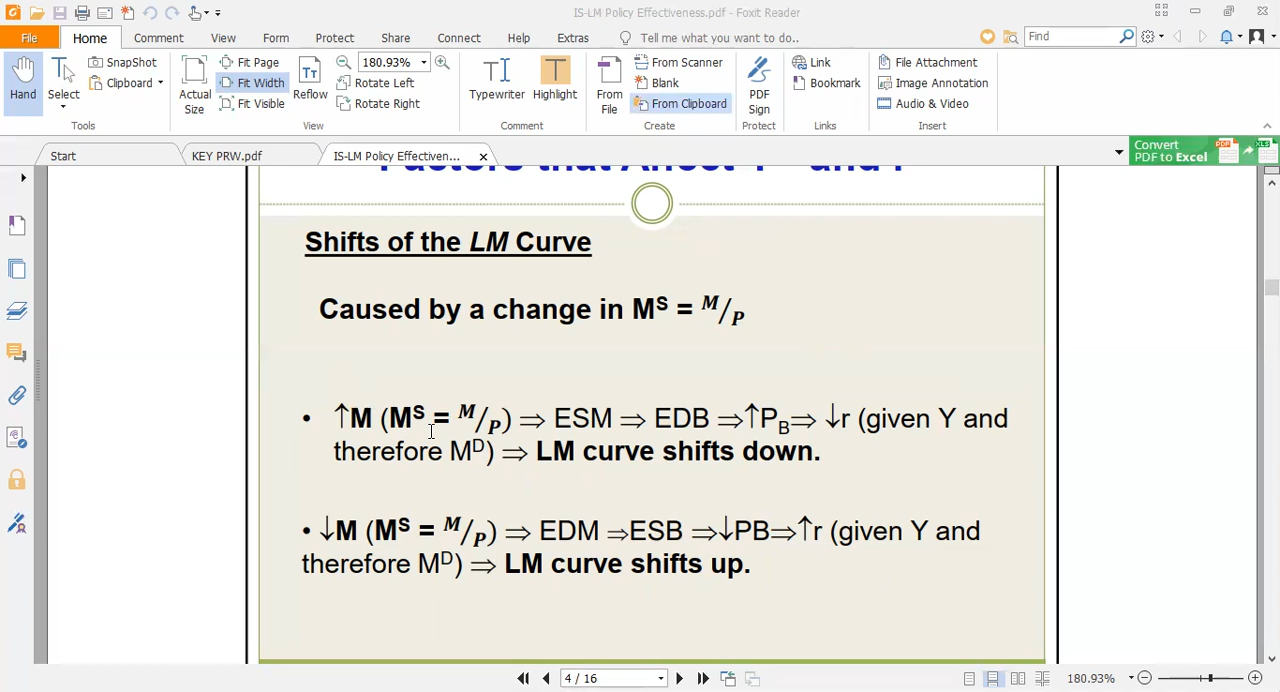 IS-LM Policy Effectiveness.pdf - Foxit Reader
File Home Comment View Form Protect Share Connect Help Extras Tell me what you want to do.. Find
Hand Select SnapShot Clipboard Actual Size Fit Page Fit Width Fit Visible Reflow 180.93% Rotate Left Rotate Right Typewriter Highlight From File From Scanner Blank From Clipboard PDF Sign Link Bookmark File Attachment Image Annotation Audio & Video
Tools View Comment Create Protect Links Insert
Start KEY PRW.pdf IS-LM Policy Effectiven... Convert PDF to Excel
Shifts of the LM Curve
Caused by a change in Mˢ = M/P
• ↑M (Mˢ = M/P) ⇒ ESM ⇒ EDB ⇒↑P_B⇒ ↓r (given Y and
therefore Mᴰ) ⇒ LM curve shifts down.
• ↓M (Mˢ = M/P) ⇒ EDM ⇒ESB ⇒↓PB⇒↑r (given Y and
therefore Mᴰ) ⇒ LM curve shifts up.
4 / 16 180.93%